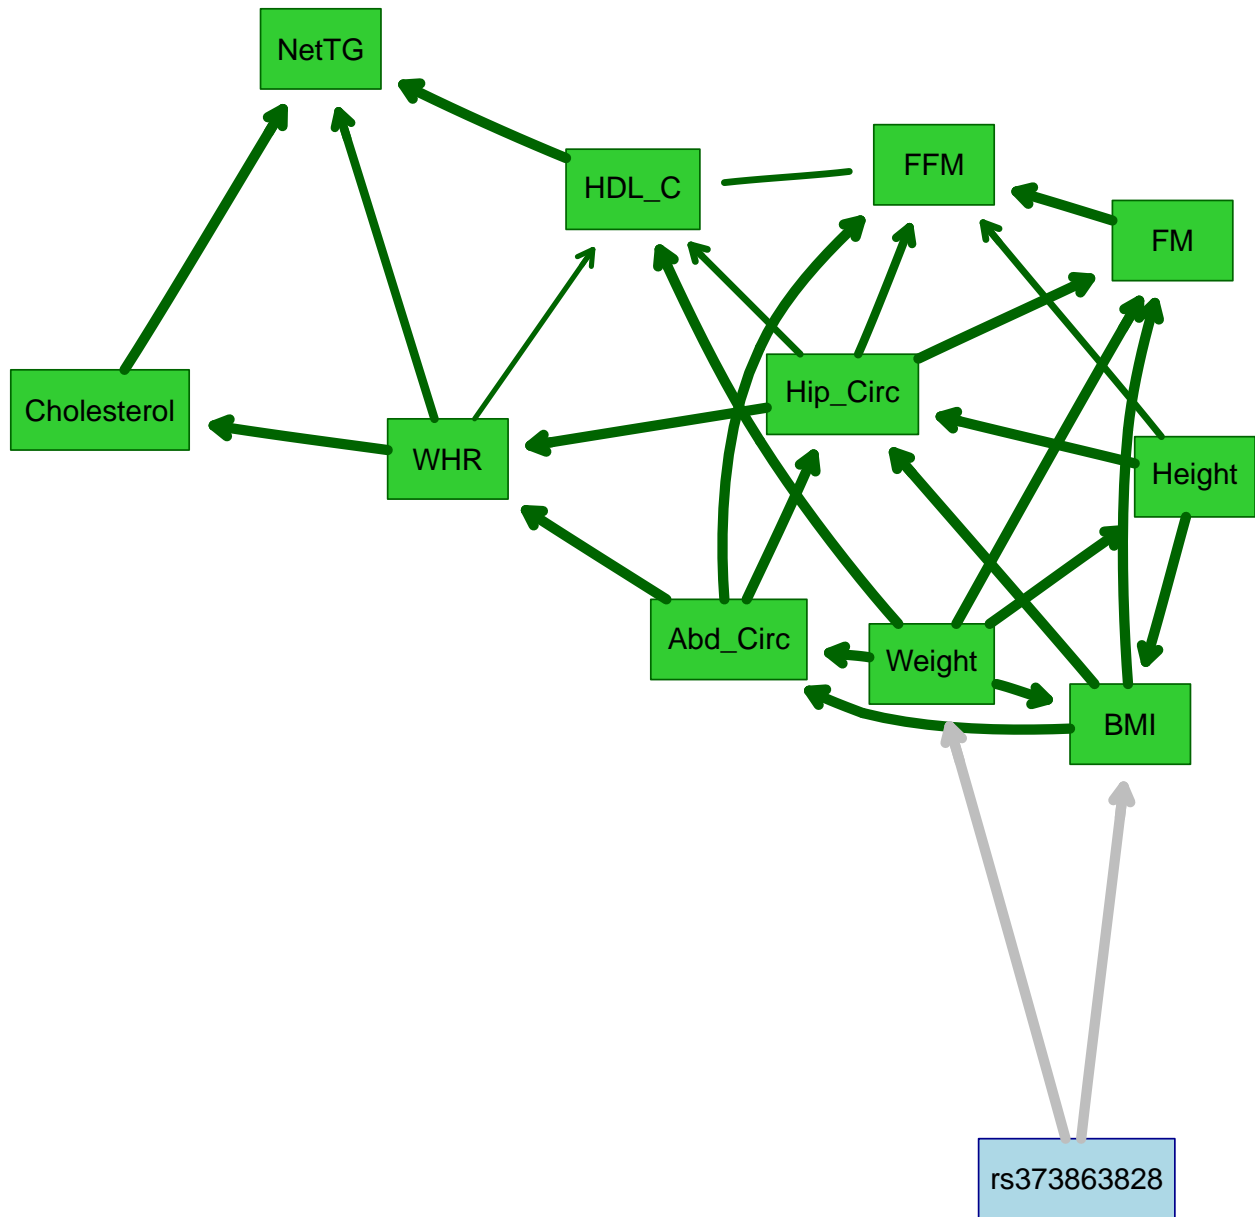 NetTG
FFM
HDL_C
FM
Hip_Circ
Cholesterol
WHR
Height
Abd_Circ
Weight
BMI
rs373863828